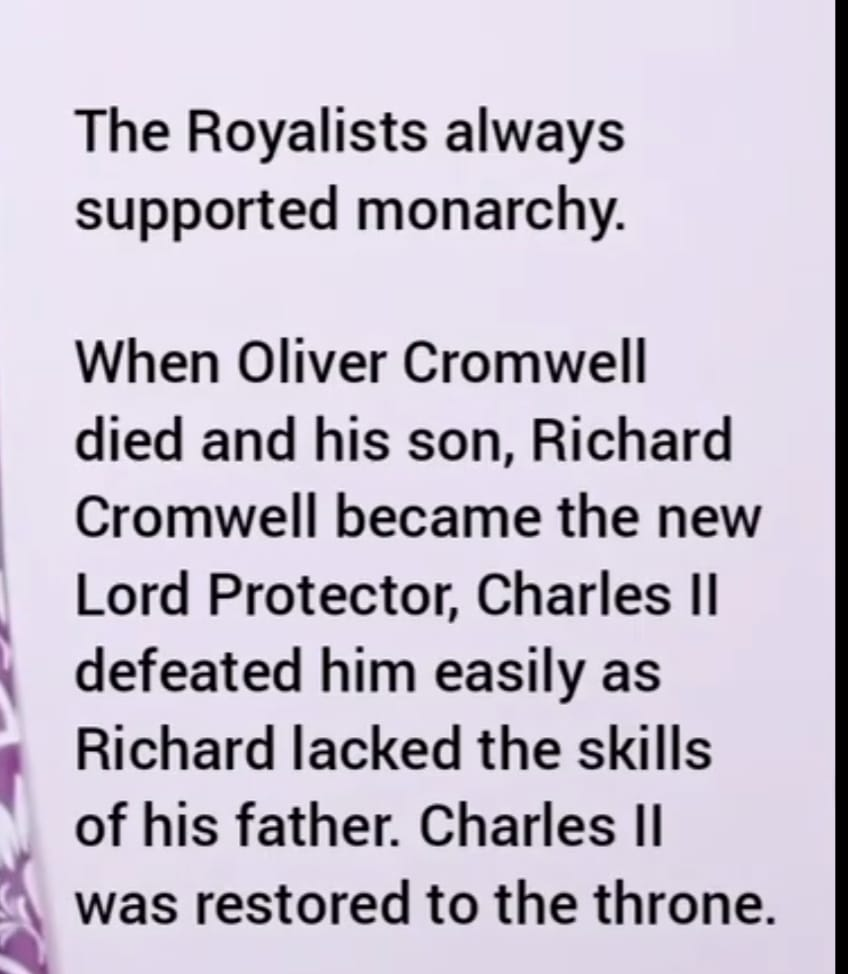 The Royalists always
supported monarchy.
When Oliver Cromwell
died and his son, Richard
Cromwell became the new
Lord Protector, Charles II
defeated him easily as
Richard lacked the skills
of his father. Charles II
was restored to the throne.